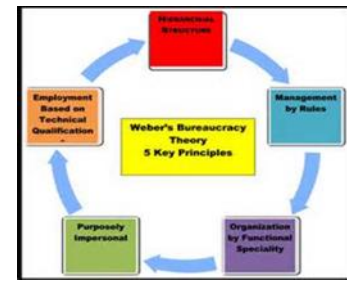 HIERARCHIAL
STRUCTURE
Management
by Rules
Organization
by Functional
Speciality
Purposely
Impersonal
Employment
Based on
Technical
Qualification
Weber's Bureaucracy
Theory
5 Key Principles